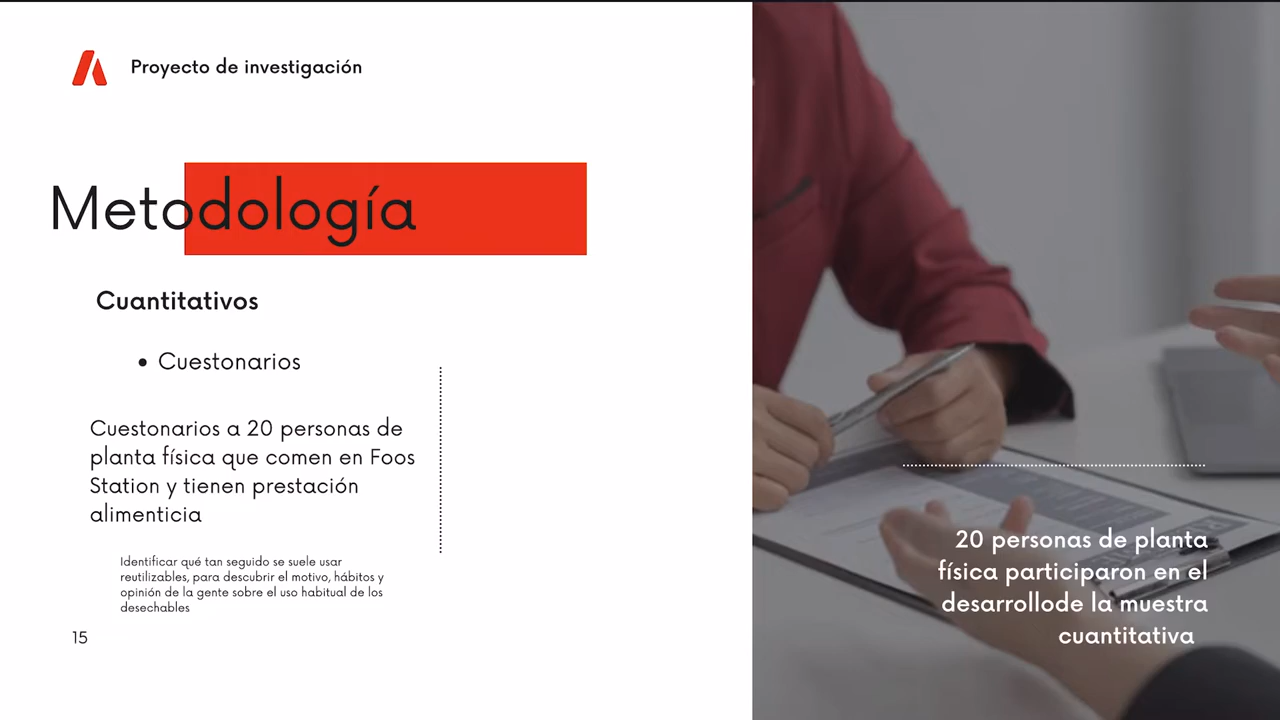 Proyecto de investigación
Metodología
Cuantitativos
• Cuestonarios
Cuestonarios a 20 personas de
planta física que comen en Foos
Station y tienen prestación
alimenticia
Identificar qué tan seguido se suele usar
reutilizables, para descubrir el motivo, hábitos y
opinión de la gente sobre el uso habitual de los
desechables
15
20 personas de planta
física participaron en el
desarrollode la muestra
cuantitativa